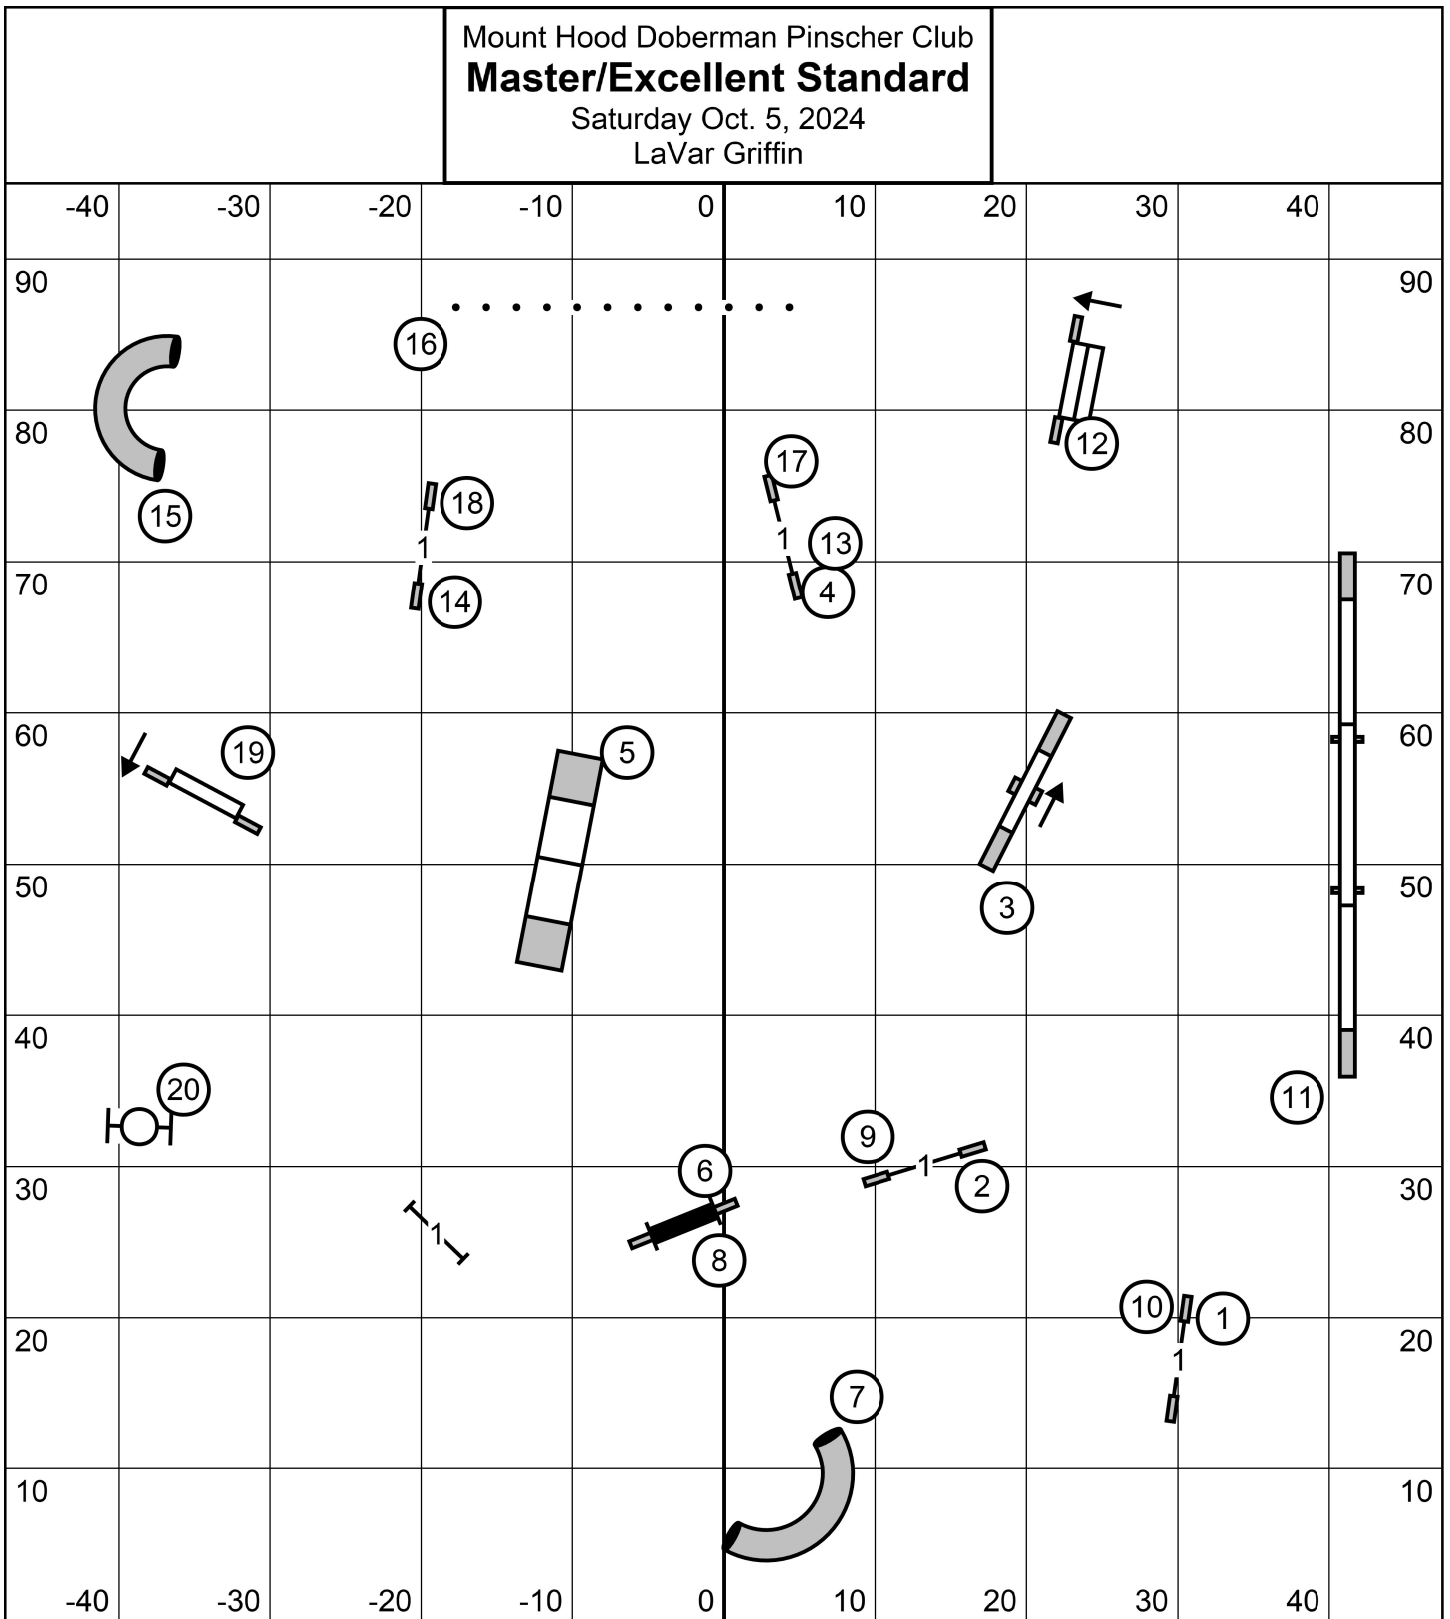 Mount Hood Doberman Pinscher Club
Master/Excellent Standard
Saturday Oct. 5, 2024
LaVar Griffin
-40 -30 -20 -10 0 10 20 30 40
90 90
16
80 12 80
17
18 15
1 1 13
70 14 4 70
60 19 5 60
50 3 50
40 40
20 11
9
6 1
30 2 30
1 8
10 1
20 20
1
7
10 10
-40 -30 -20 -10 0 10 20 30 40